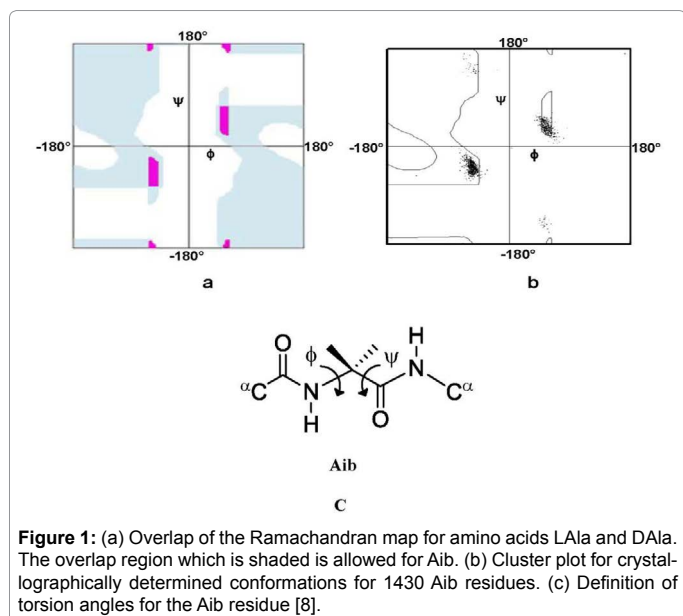 180°
ψ
-180°
ϕ
180°
-180°
a
180°
ψ
-180°
ϕ
180°
-180°
b
H
O
ϕ
ψ
N
αC
N
Cα
H
O
Aib
C
Figure 1: (a) Overlap of the Ramachandran map for amino acids LAla and DAla.
The overlap region which is shaded is allowed for Aib. (b) Cluster plot for crystal-
lographically determined conformations for 1430 Aib residues. (c) Definition of
torsion angles for the Aib residue [8].